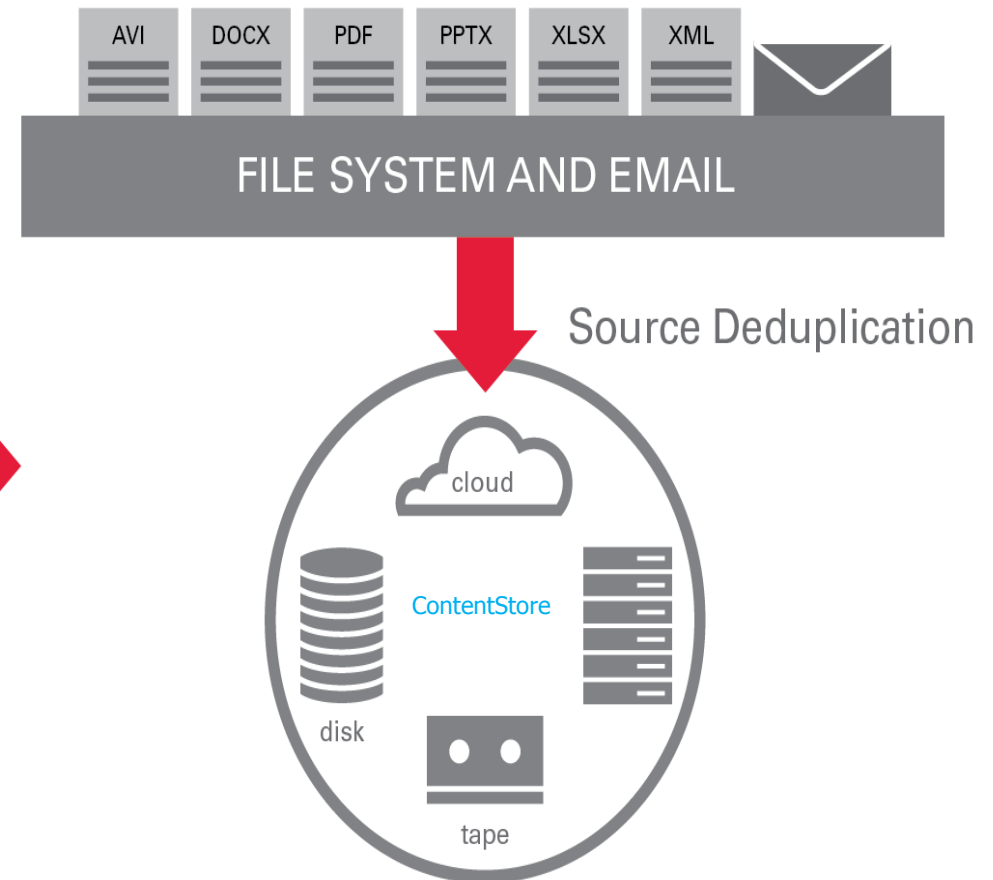 AVI DOCX PDF PPTX XLSX XML
FILE SYSTEM AND EMAIL
Source Deduplication
cloud
ContentStore
disk
tape